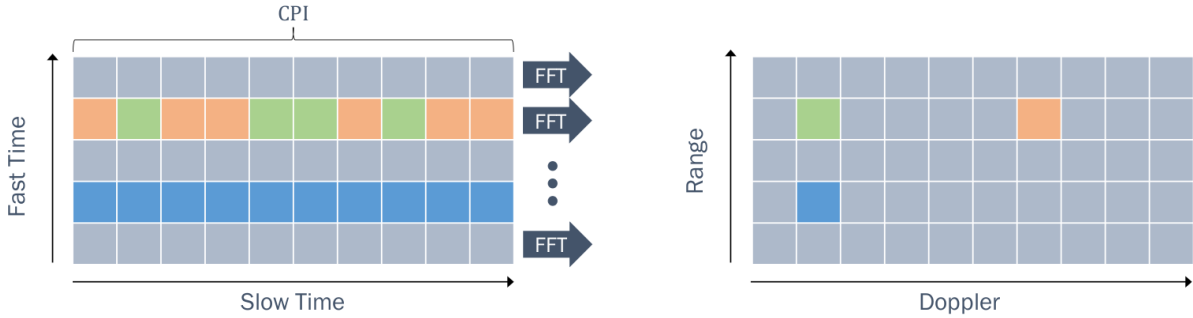 CPI
Fast Time
FFT
FFT
FFT
Slow Time
Range
Doppler